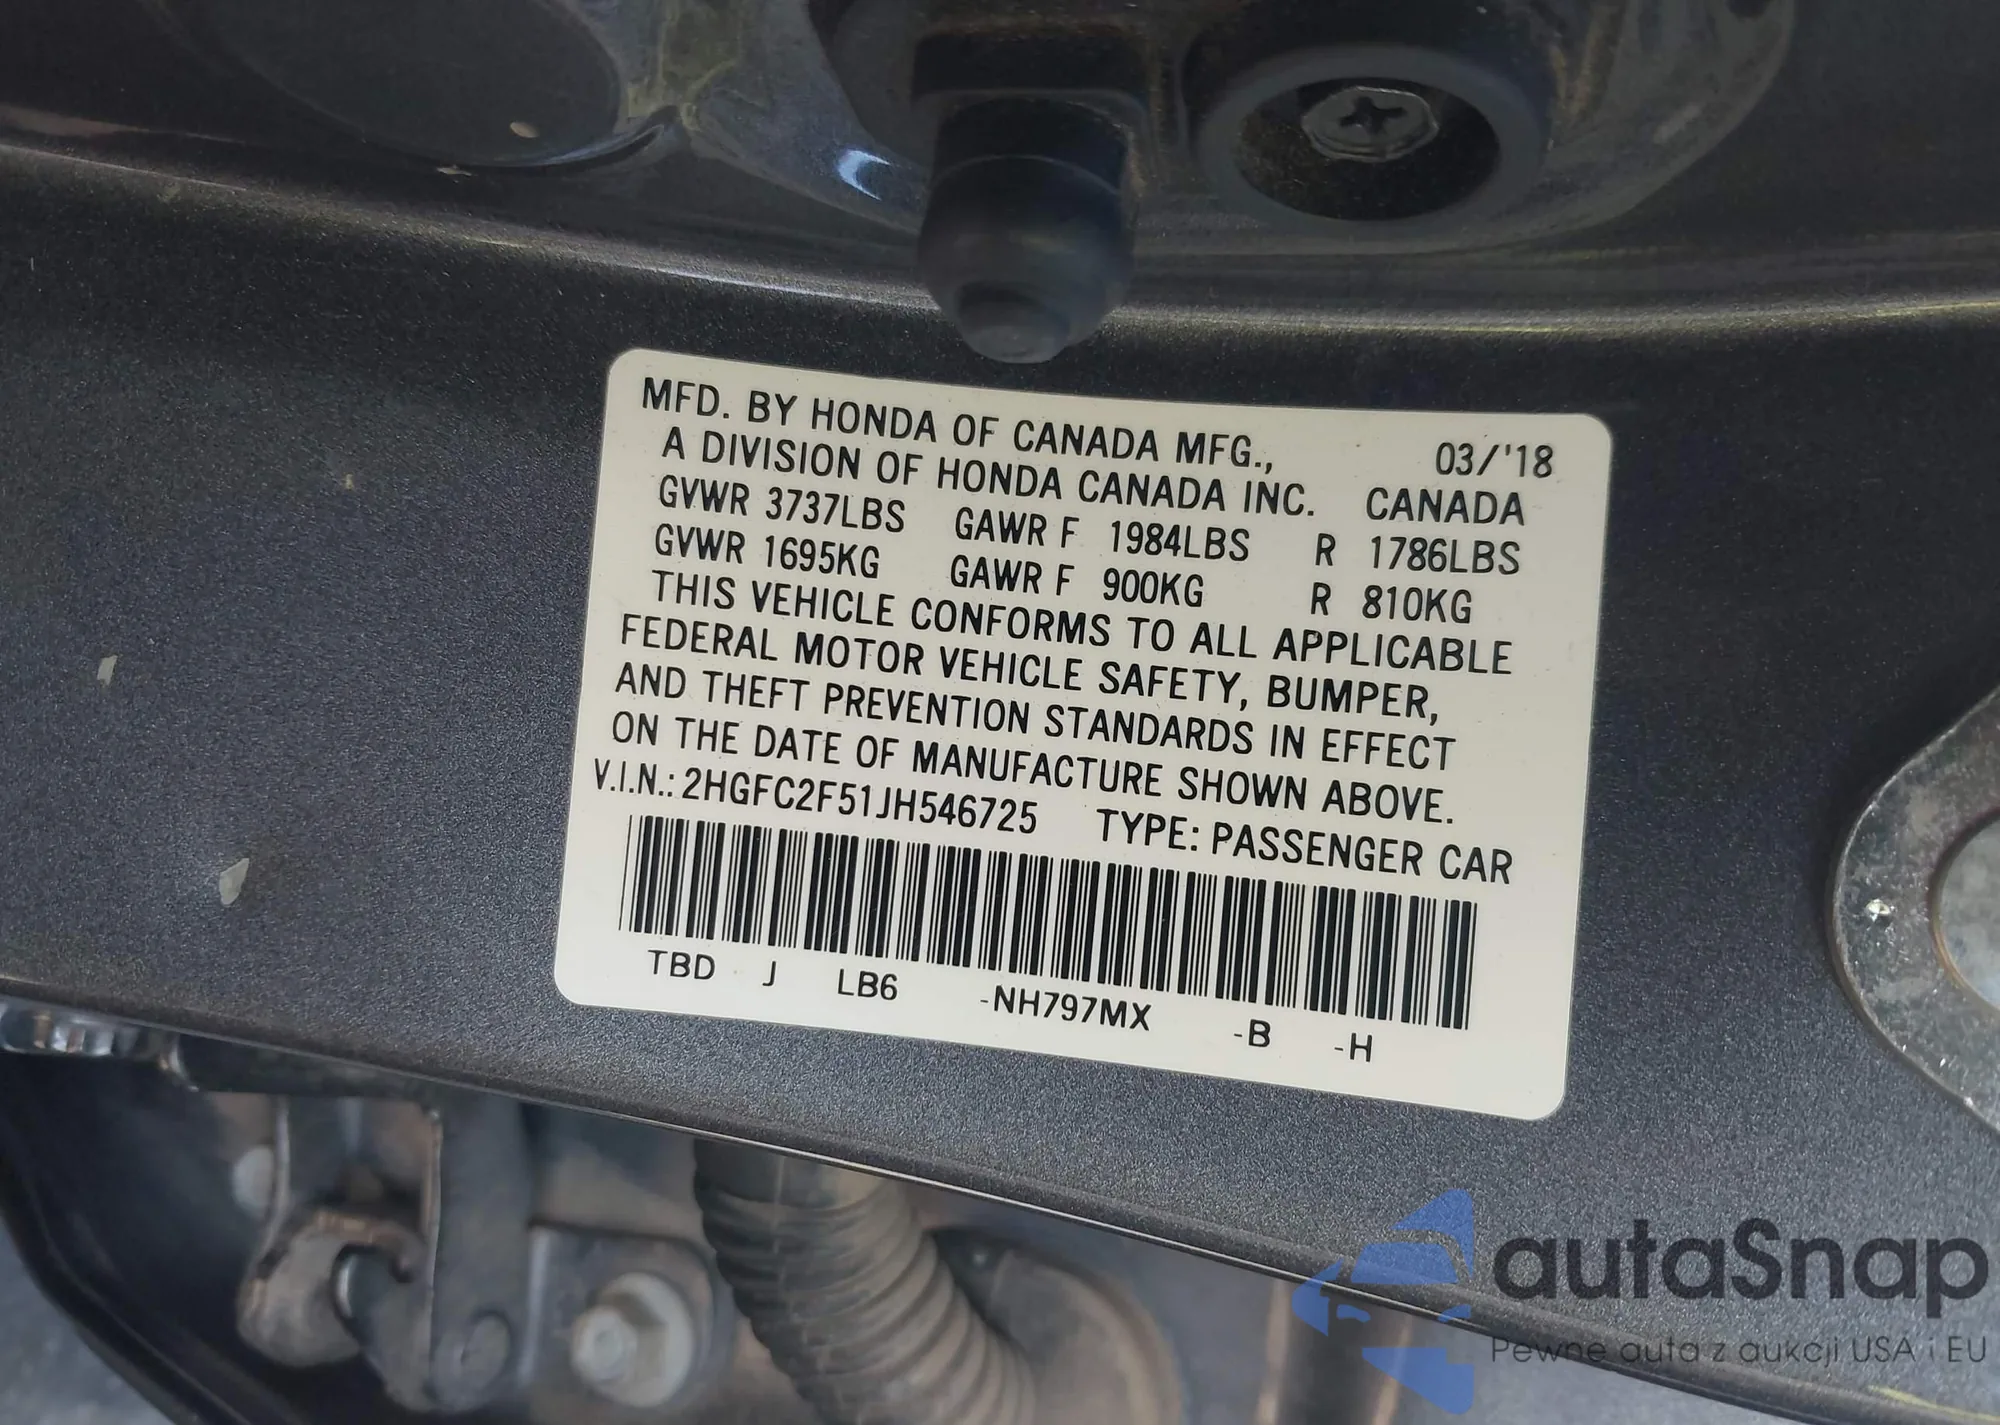 MFD. BY HONDA OF CANADA MFG., 03/'18
A DIVISION OF HONDA CANADA INC. CANADA
GVWR 3737LBS GAWR F 1984LBS R 1786LBS
GVWR 1695KG GAWR F 900KG R 810KG
THIS VEHICLE CONFORMS TO ALL APPLICABLE
FEDERAL MOTOR VEHICLE SAFETY, BUMPER,
AND THEFT PREVENTION STANDARDS IN EFFECT
ON THE DATE OF MANUFACTURE SHOWN ABOVE.
V.I.N.: 2HGFC2F51JH546725 TYPE: PASSENGER CAR
TBD J LB6 -NH797MX -B -H
autaSnap
Pewne auta z aukcji USA i EU